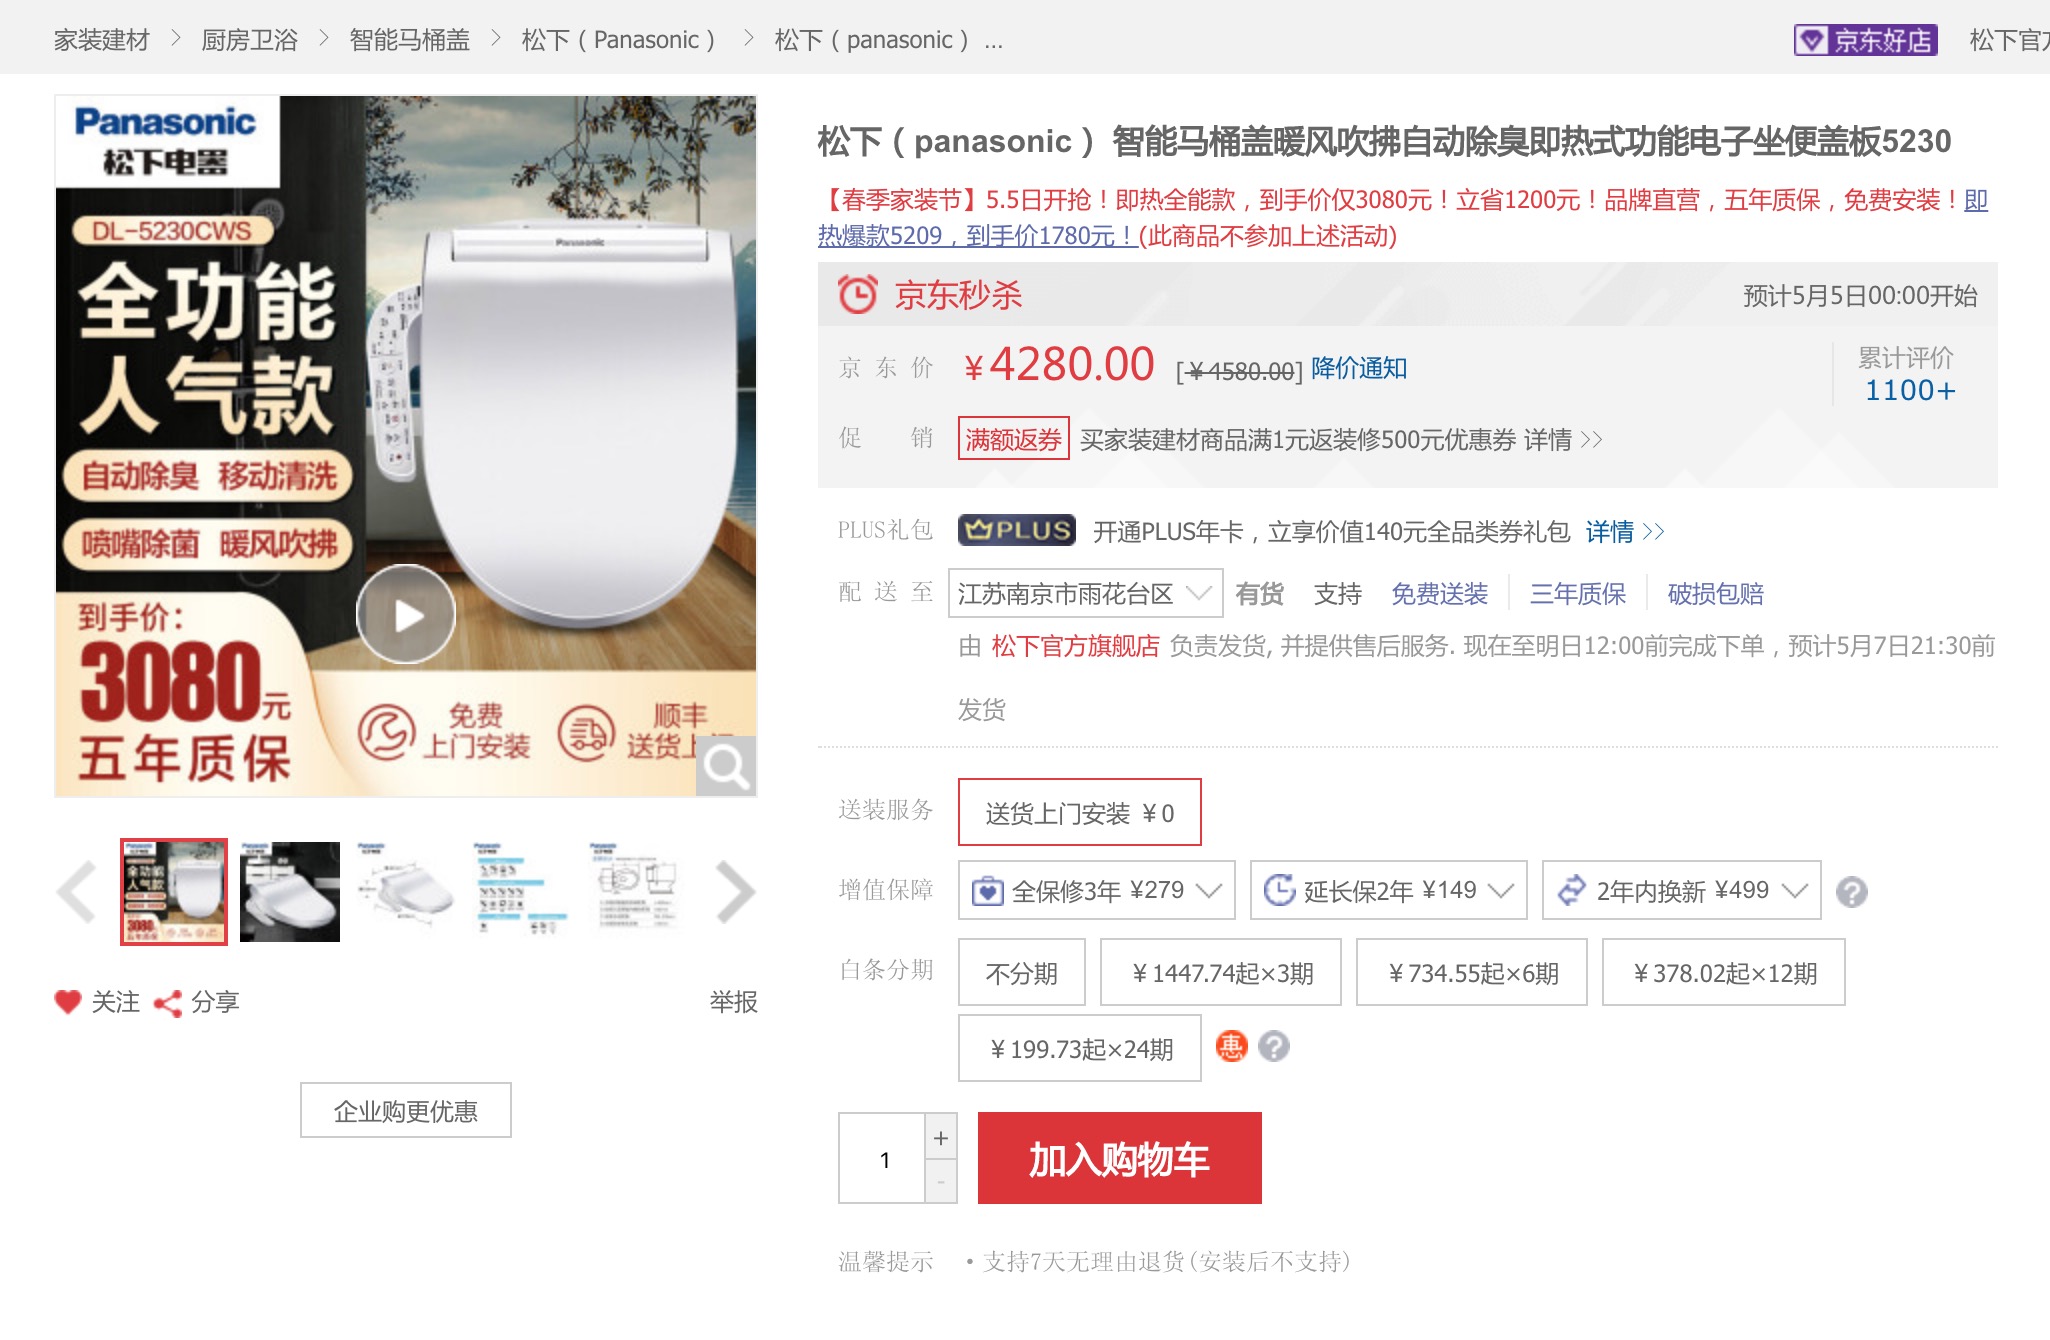 家装建材 > 厨房卫浴 > 智能马桶盖 > 松下（Panasonic） > 松下（panasonic） ...
京东好店
松下官方
Panasonic
松下电器
DL-5230CWS
全功能
人气款
自动除臭 移动清洗
喷嘴除菌 暖风吹拂
Panasonic
到手价：
3080元
五年质保
免费
上门安装
顺丰
送货上门
关注 分享
举报
企业购更优惠
松下（panasonic） 智能马桶盖暖风吹拂自动除臭即热式功能电子坐便盖板5230
【春季家装节】5.5日开抢！即热全能款，到手价仅3080元！立省1200元！品牌直营，五年质保，免费安装！即
热爆款5209，到手价1780元！(此商品不参加上述活动)
京东秒杀
预计5月5日00:00开始
京东价 ￥4280.00 [￥4580.00] 降价通知
累计评价
1100+
促销 满额返券 买家装建材商品满1元返装修500元优惠券 详情 >>
PLUS礼包 PLUS 开通PLUS年卡，立享价值140元全品类券礼包 详情 >>
配送至 江苏南京市雨花台区 有货 支持 免费送装 三年质保 破损包赔
由 松下官方旗舰店 负责发货, 并提供售后服务. 现在至明日12:00前完成下单，预计5月7日21:30前
发货
送装服务 送货上门安装 ￥0
增值保障 全保修3年 ¥279 延长保2年 ¥149 2年内换新 ¥499 ?
白条分期 不分期 ￥1447.74起×3期 ￥734.55起×6期 ￥378.02起×12期
￥199.73起×24期 惠 ?
1 + -
加入购物车
温馨提示 ·支持7天无理由退货(安装后不支持)